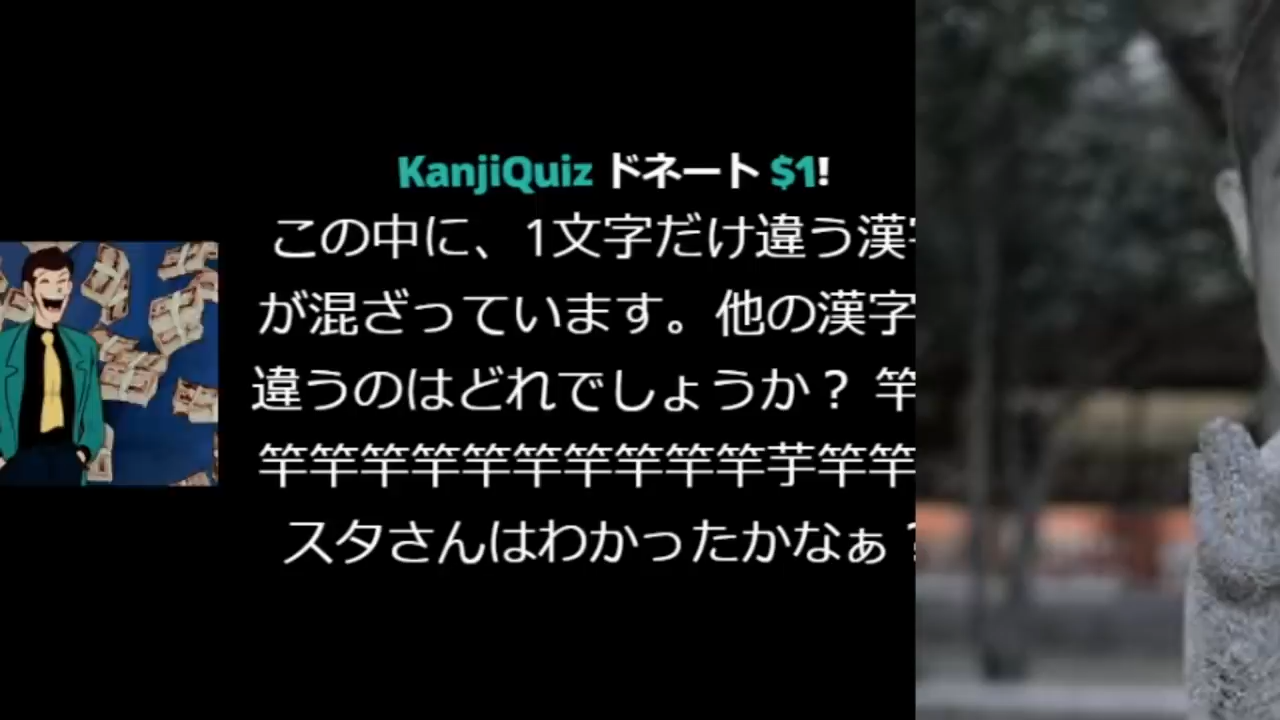 KanjiQuiz ドネート $1!
この中に、1文字だけ違う漢
が混ざっています。他の漢字
違うのはどれでしょうか？ 竿
竿竿竿竿竿竿竿竿竿竿芋竿竿
スタさんはわかったかなぁ